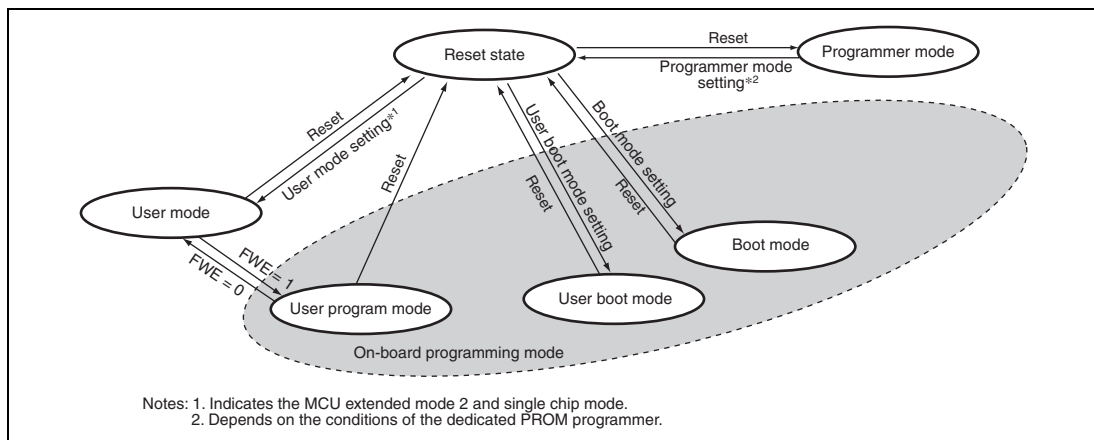 Reset state
Reset
Programmer mode
Programmer mode
setting*2
Reset
User mode setting*1
Reset
User boot mode setting
Reset
Boot mode setting
Reset
User mode
Boot mode
FWE = 1
FWE = 0
User program mode
User boot mode
On-board programming mode
Notes: 1. Indicates the MCU extended mode 2 and single chip mode.
2. Depends on the conditions of the dedicated PROM programmer.